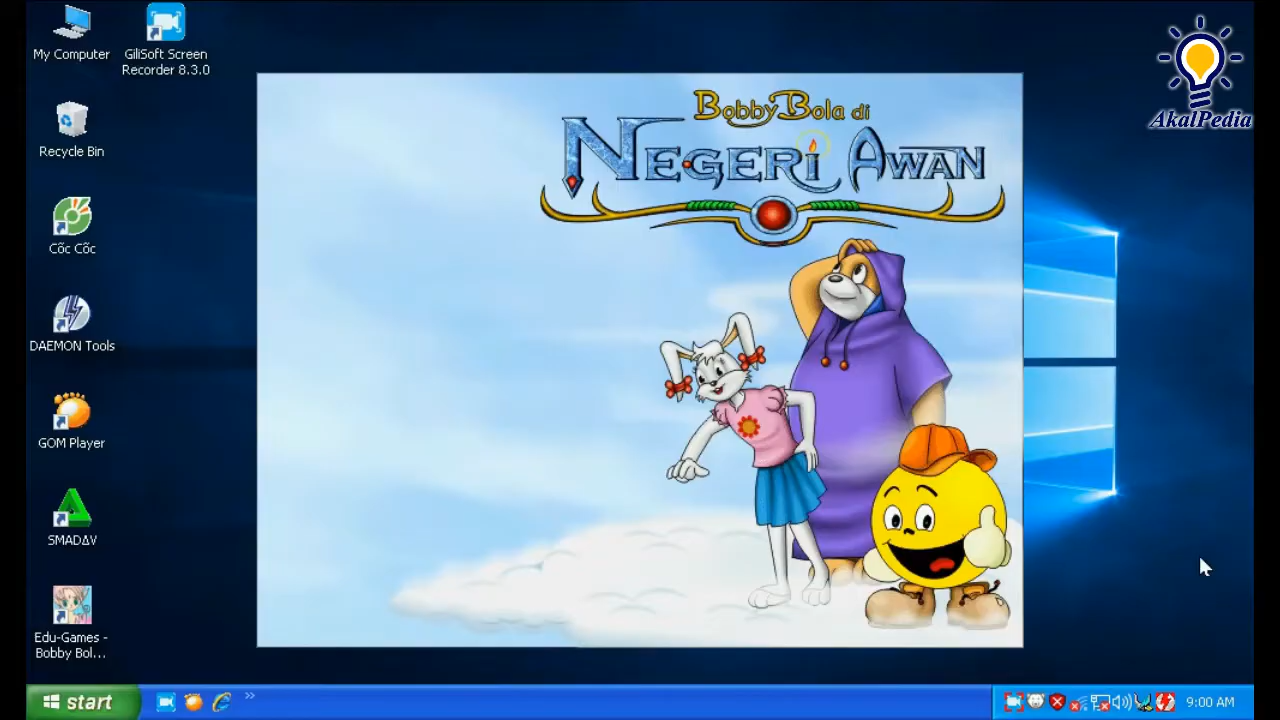 My Computer
GiliSoft Screen
Recorder 8.3.0
Recycle Bin
Cốc Cốc
DAEMON Tools
GOM Player
SMADΔV
Edu-Games -
Bobby Bol...
Bobby Bola di
NEGERI AWAN
AkalPedia
start
»
9:00 AM